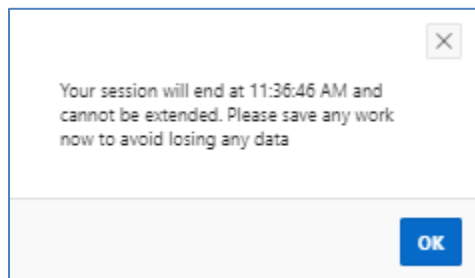 Your session will end at 11:36:46 AM and
cannot be extended. Please save any work
now to avoid losing any data
OK